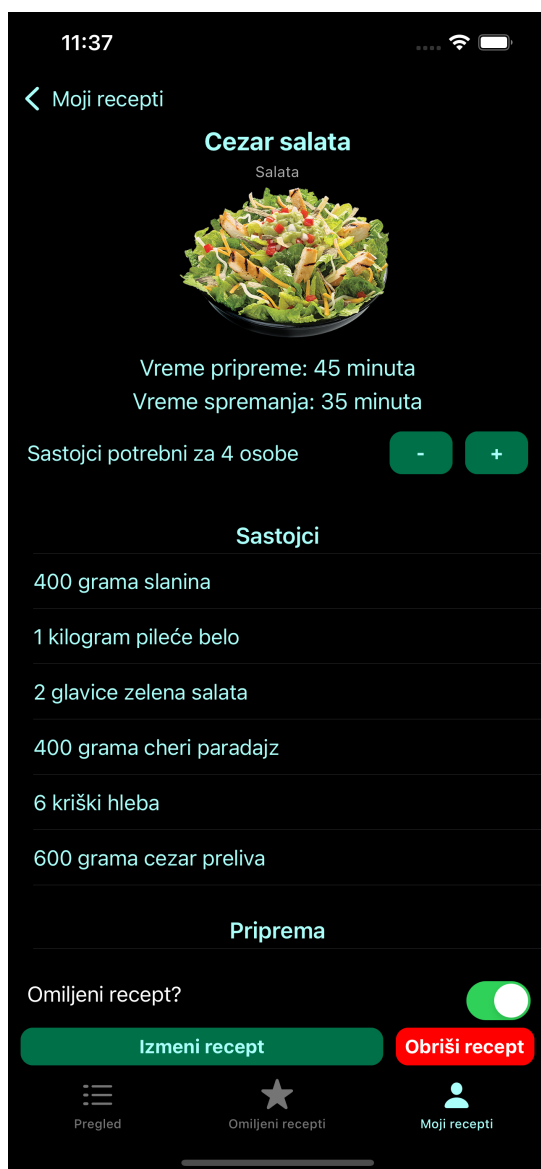 11:37
Moji recepti
Cezar salata
Salata
Vreme pripreme: 45 minuta
Vreme spremanja: 35 minuta
Sastojci potrebni za 4 osobe - +
Sastojci
400 grama slanina
1 kilogram pileće belo
2 glavice zelena salata
400 grama cheri paradajz
6 kriški hleba
600 grama cezar preliva
Priprema
Omiljeni recept?
Izmeni recept Obriši recept
Pregled Omiljeni recepti Moji recepti